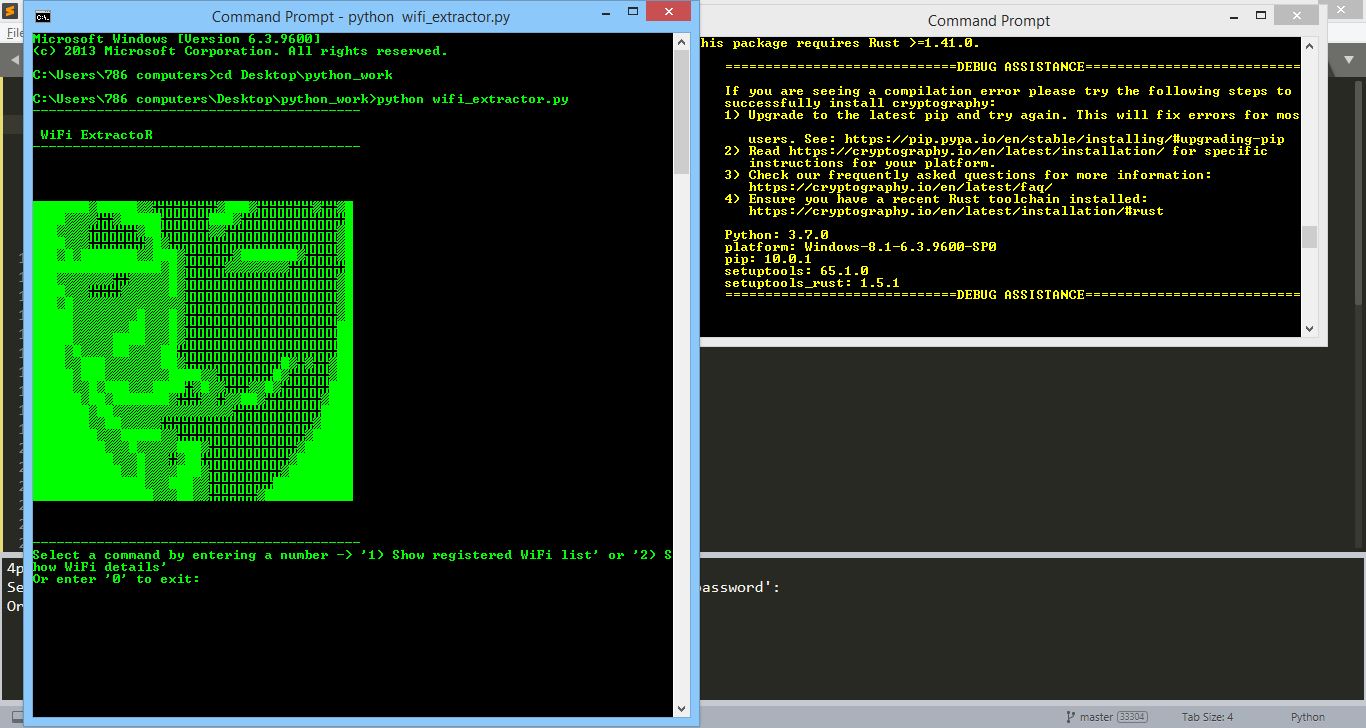 Command Prompt - python wifi_extractor.py
Microsoft Windows [Version 6.3.9600]
(c) 2013 Microsoft Corporation. All rights reserved.
C:\Users\786 computers>cd Desktop\python_work
C:\Users\786 computers\Desktop\python_work>python wifi_extractor.py
-----------------------------------------
WiFi ExtractoR
-----------------------------------------
-----------------------------------------
Select a command by entering a number -> '1) Show registered WiFi list' or '2) S
how WiFi details'
Or enter '0' to exit:
Command Prompt
his package requires Rust >=1.41.0.
=============================DEBUG ASSISTANCE=============================
If you are seeing a compilation error please try the following steps to
successfully install cryptography:
1) Upgrade to the latest pip and try again. This will fix errors for mos
users. See: https://pip.pypa.io/en/stable/installing/#upgrading-pip
2) Read https://cryptography.io/en/latest/installation/ for specific
instructions for your platform.
3) Check our frequently asked questions for more information:
https://cryptography.io/en/latest/faq/
4) Ensure you have a recent Rust toolchain installed:
https://cryptography.io/en/latest/installation/#rust
Python: 3.7.0
platform: Windows-8.1-6.3.9600-SP0
pip: 10.0.1
setuptools: 65.1.0
setuptools_rust: 1.5.1
=============================DEBUG ASSISTANCE=============================
File
4p
Se
Or
password':
master 33304
Tab Size: 4
Python